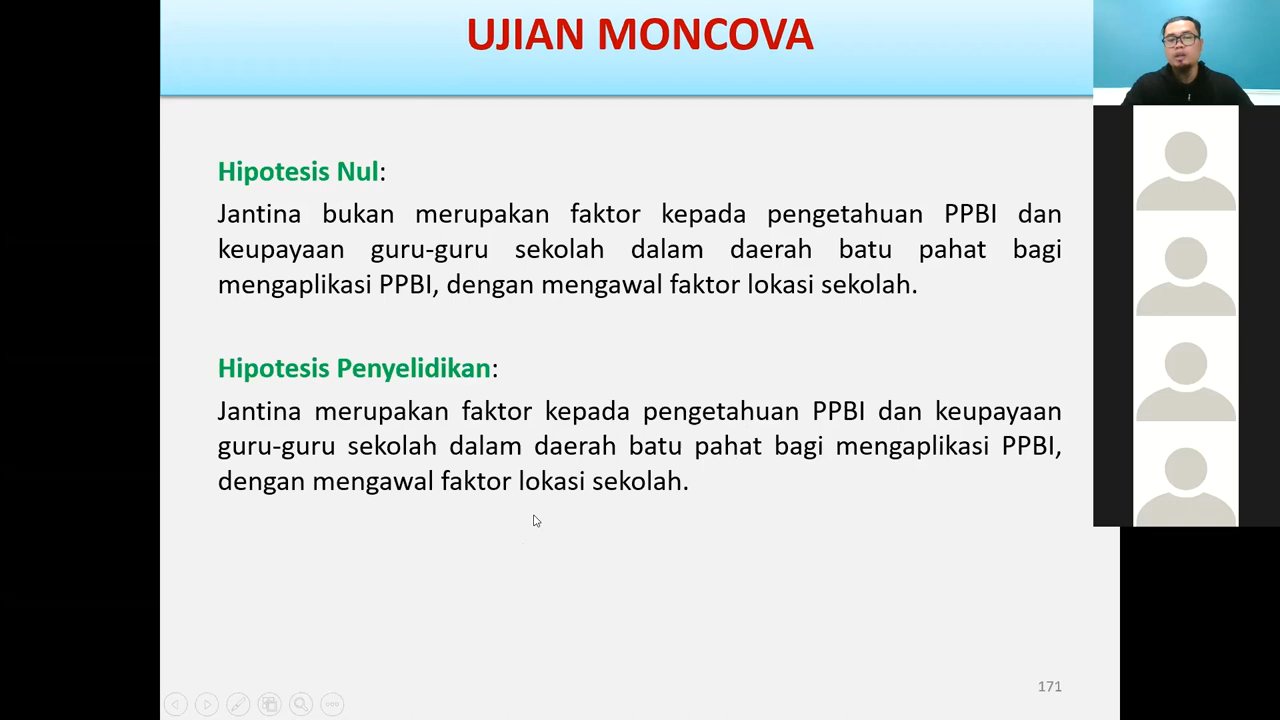 UJIAN MONCOVA
Hipotesis Nul:
Jantina bukan merupakan faktor kepada pengetahuan PPBI dan
keupayaan guru-guru sekolah dalam daerah batu pahat bagi
mengaplikasi PPBI, dengan mengawal faktor lokasi sekolah.
Hipotesis Penyelidikan:
Jantina merupakan faktor kepada pengetahuan PPBI dan keupayaan
guru-guru sekolah dalam daerah batu pahat bagi mengaplikasi PPBI,
dengan mengawal faktor lokasi sekolah.
171